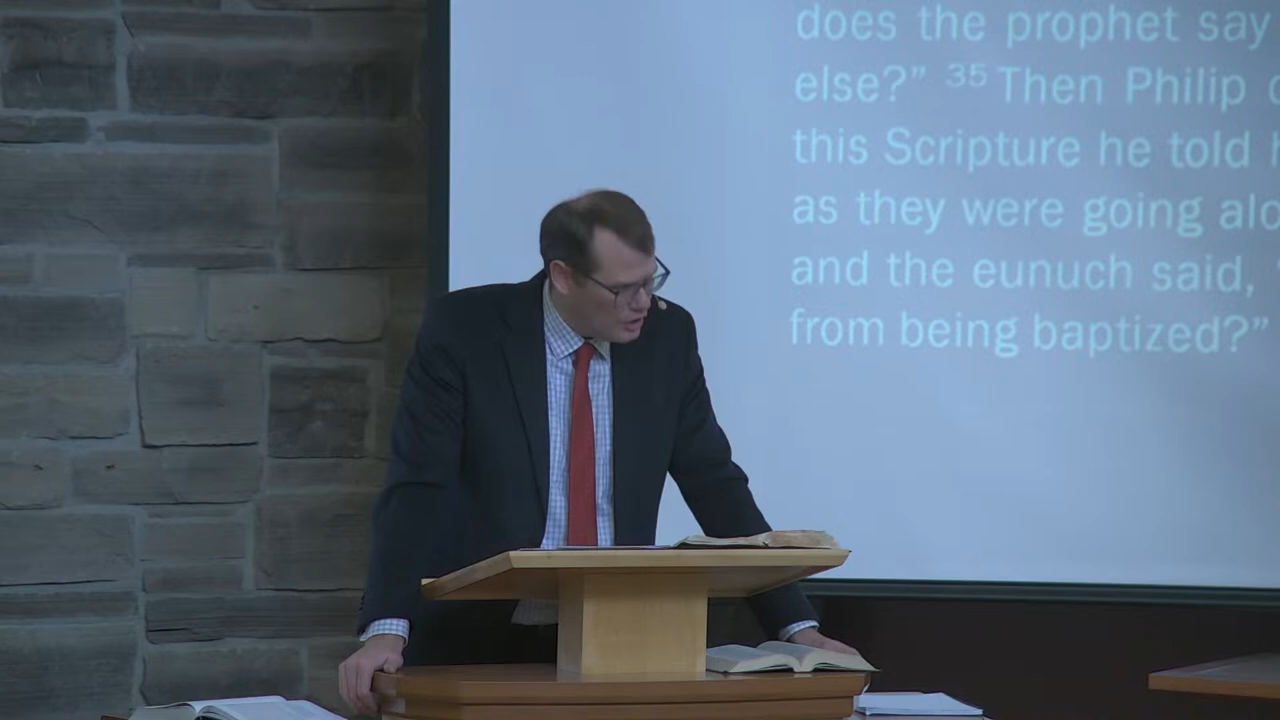 does the prophet say
else?” ³⁵ Then Philip
this Scripture he told
as they were going
and the eunuch said,
from being baptized?”